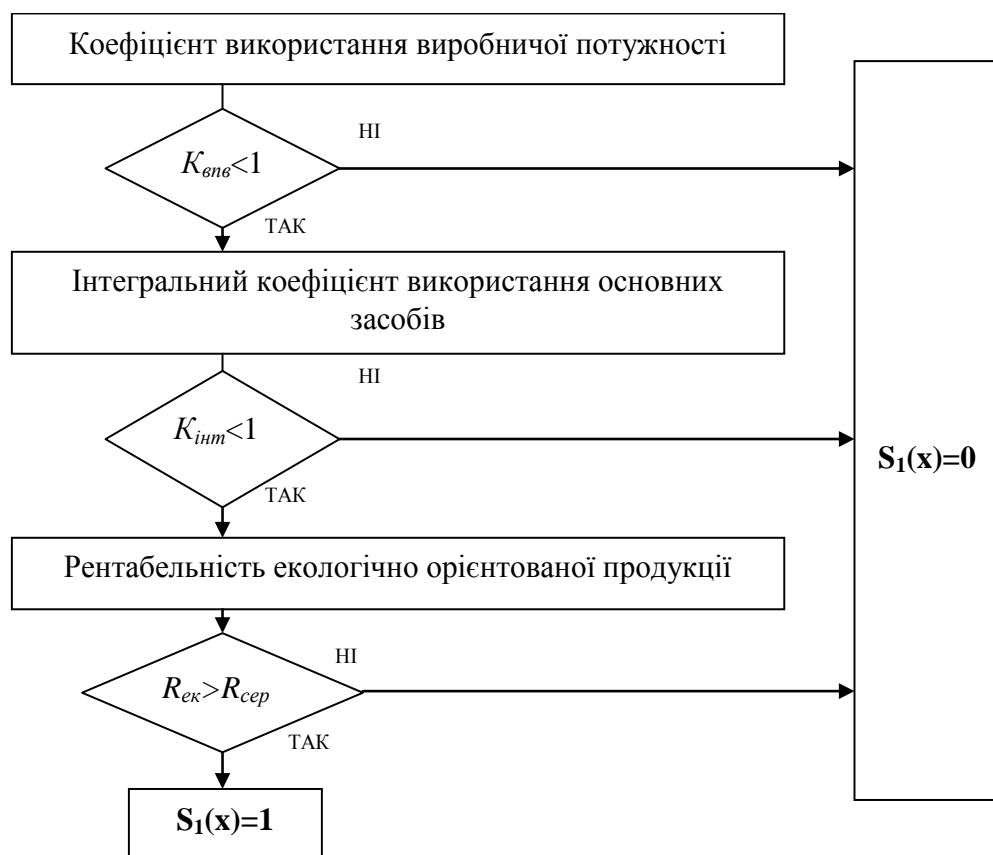 Коефіцієнт використання виробничої потужності
НІ
Kвпв<1
ТАК
Інтегральний коефіцієнт використання основних
засобів
НІ
Kінт<1
ТАК
S1(x)=0
Рентабельність екологічно орієнтованої продукції
НІ
Rек>Rсер
ТАК
S1(x)=1